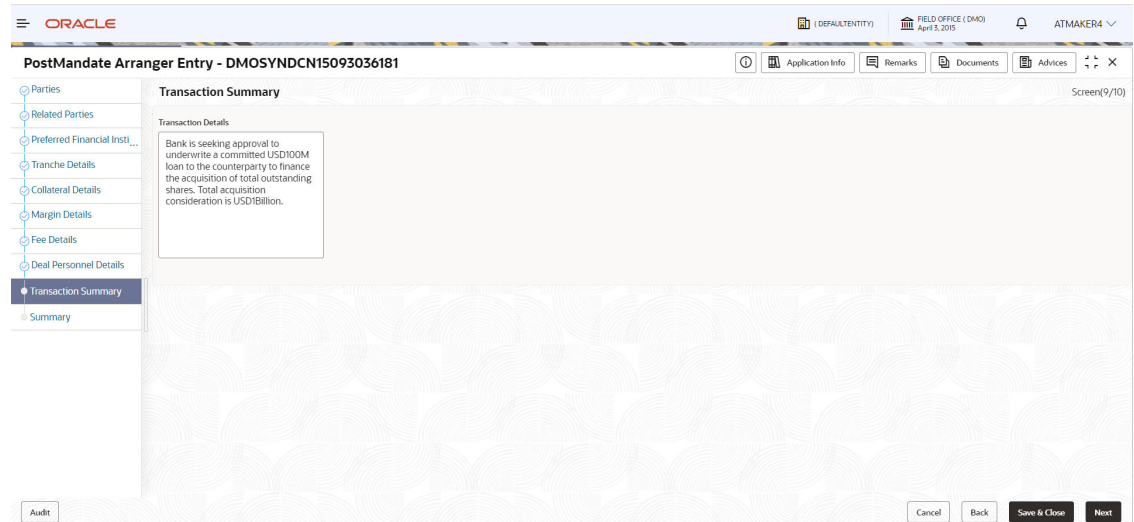 ORACLE
( DEFAULTENTITY)
FIELD OFFICE ( DMO)
April 3, 2015
ATMAKER4
PostMandate Arranger Entry - DMOSYNDCN15093036181
Application Info
Remarks
Documents
Advices
Parties
Related Parties
Preferred Financial Insti...
Tranche Details
Collateral Details
Margin Details
Fee Details
Deal Personnel Details
Transaction Summary
Summary
Transaction Summary
Screen(9/10)
Transaction Details
Bank is seeking approval to
underwrite a committed USD100M
loan to the counterparty to finance
the acquisition of total outstanding
shares. Total acquisition
consideration is USD1Billion.
Audit
Cancel
Back
Save & Close
Next